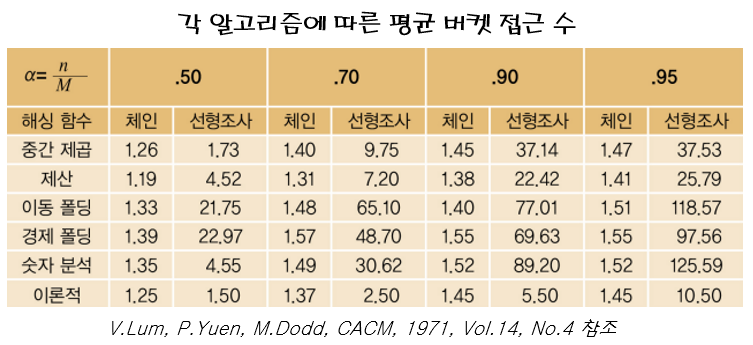 각 알고리즘에 따른 평균 버켓 접근 수
α= n/M .50 .70 .90 .95
해싱 함수 체인 선형조사 체인 선형조사 체인 선형조사 체인 선형조사
중간 제곱 1.26 1.73 1.40 9.75 1.45 37.14 1.47 37.53
제산 1.19 4.52 1.31 7.20 1.38 22.42 1.41 25.79
이동 폴딩 1.33 21.75 1.48 65.10 1.40 77.01 1.51 118.57
경제 폴딩 1.39 22.97 1.57 48.70 1.55 69.63 1.55 97.56
숫자 분석 1.35 4.55 1.49 30.62 1.52 89.20 1.52 125.59
이론적 1.25 1.50 1.37 2.50 1.45 5.50 1.45 10.50
V.Lum, P.Yuen, M.Dodd, CACM, 1971, Vol.14, No.4 참조